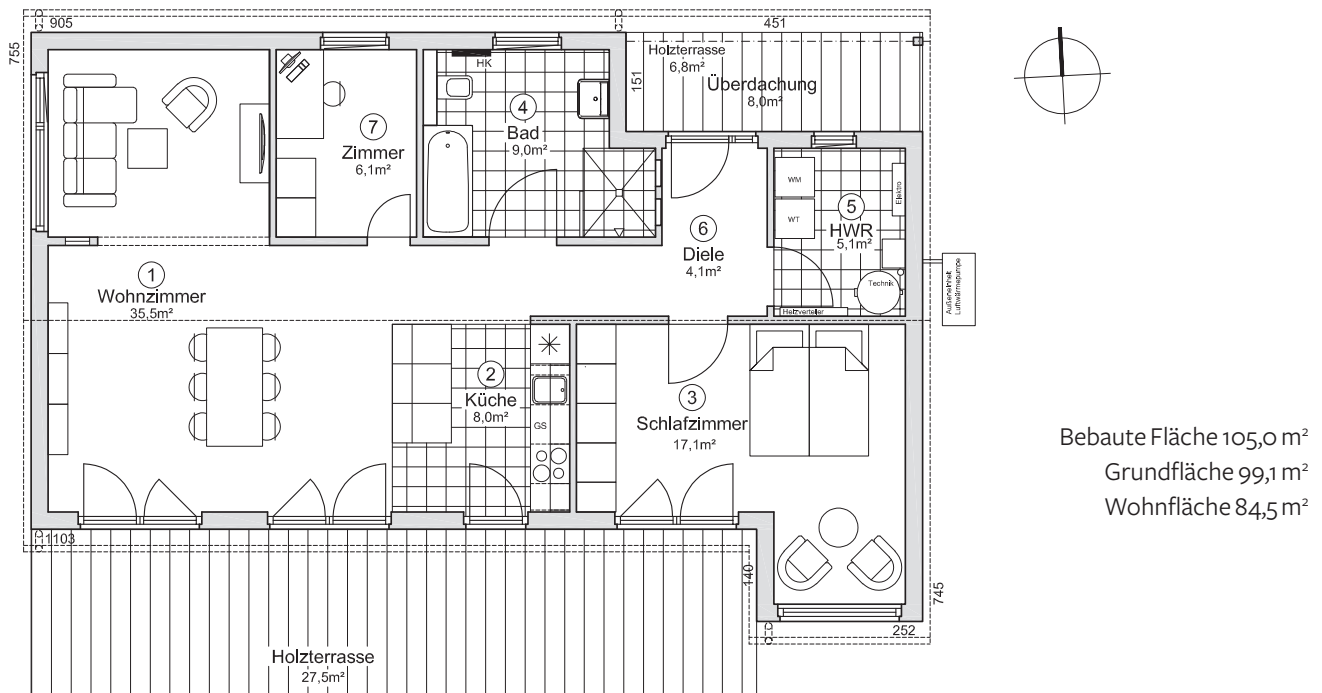 905
451
755
Holzterrasse
6,8m²
151
Überdachung
8,0m²
HK
7
Zimmer
6,1m²
4
Bad
9,0m²
WM
WT
Elektro
5
HWR
5,1m²
6
Diele
4,1m²
1
Wohnzimmer
35,5m²
Technik
Außeneinheit
Luftwärmepumpe
Heizverteiler
2
Küche
8,0m²
GS
3
Schlafzimmer
17,1m²
Bebaute Fläche 105,0 m²
Grundfläche 99,1 m²
Wohnfläche 84,5 m²
1103
140
745
252
Holzterrasse
27,5m²